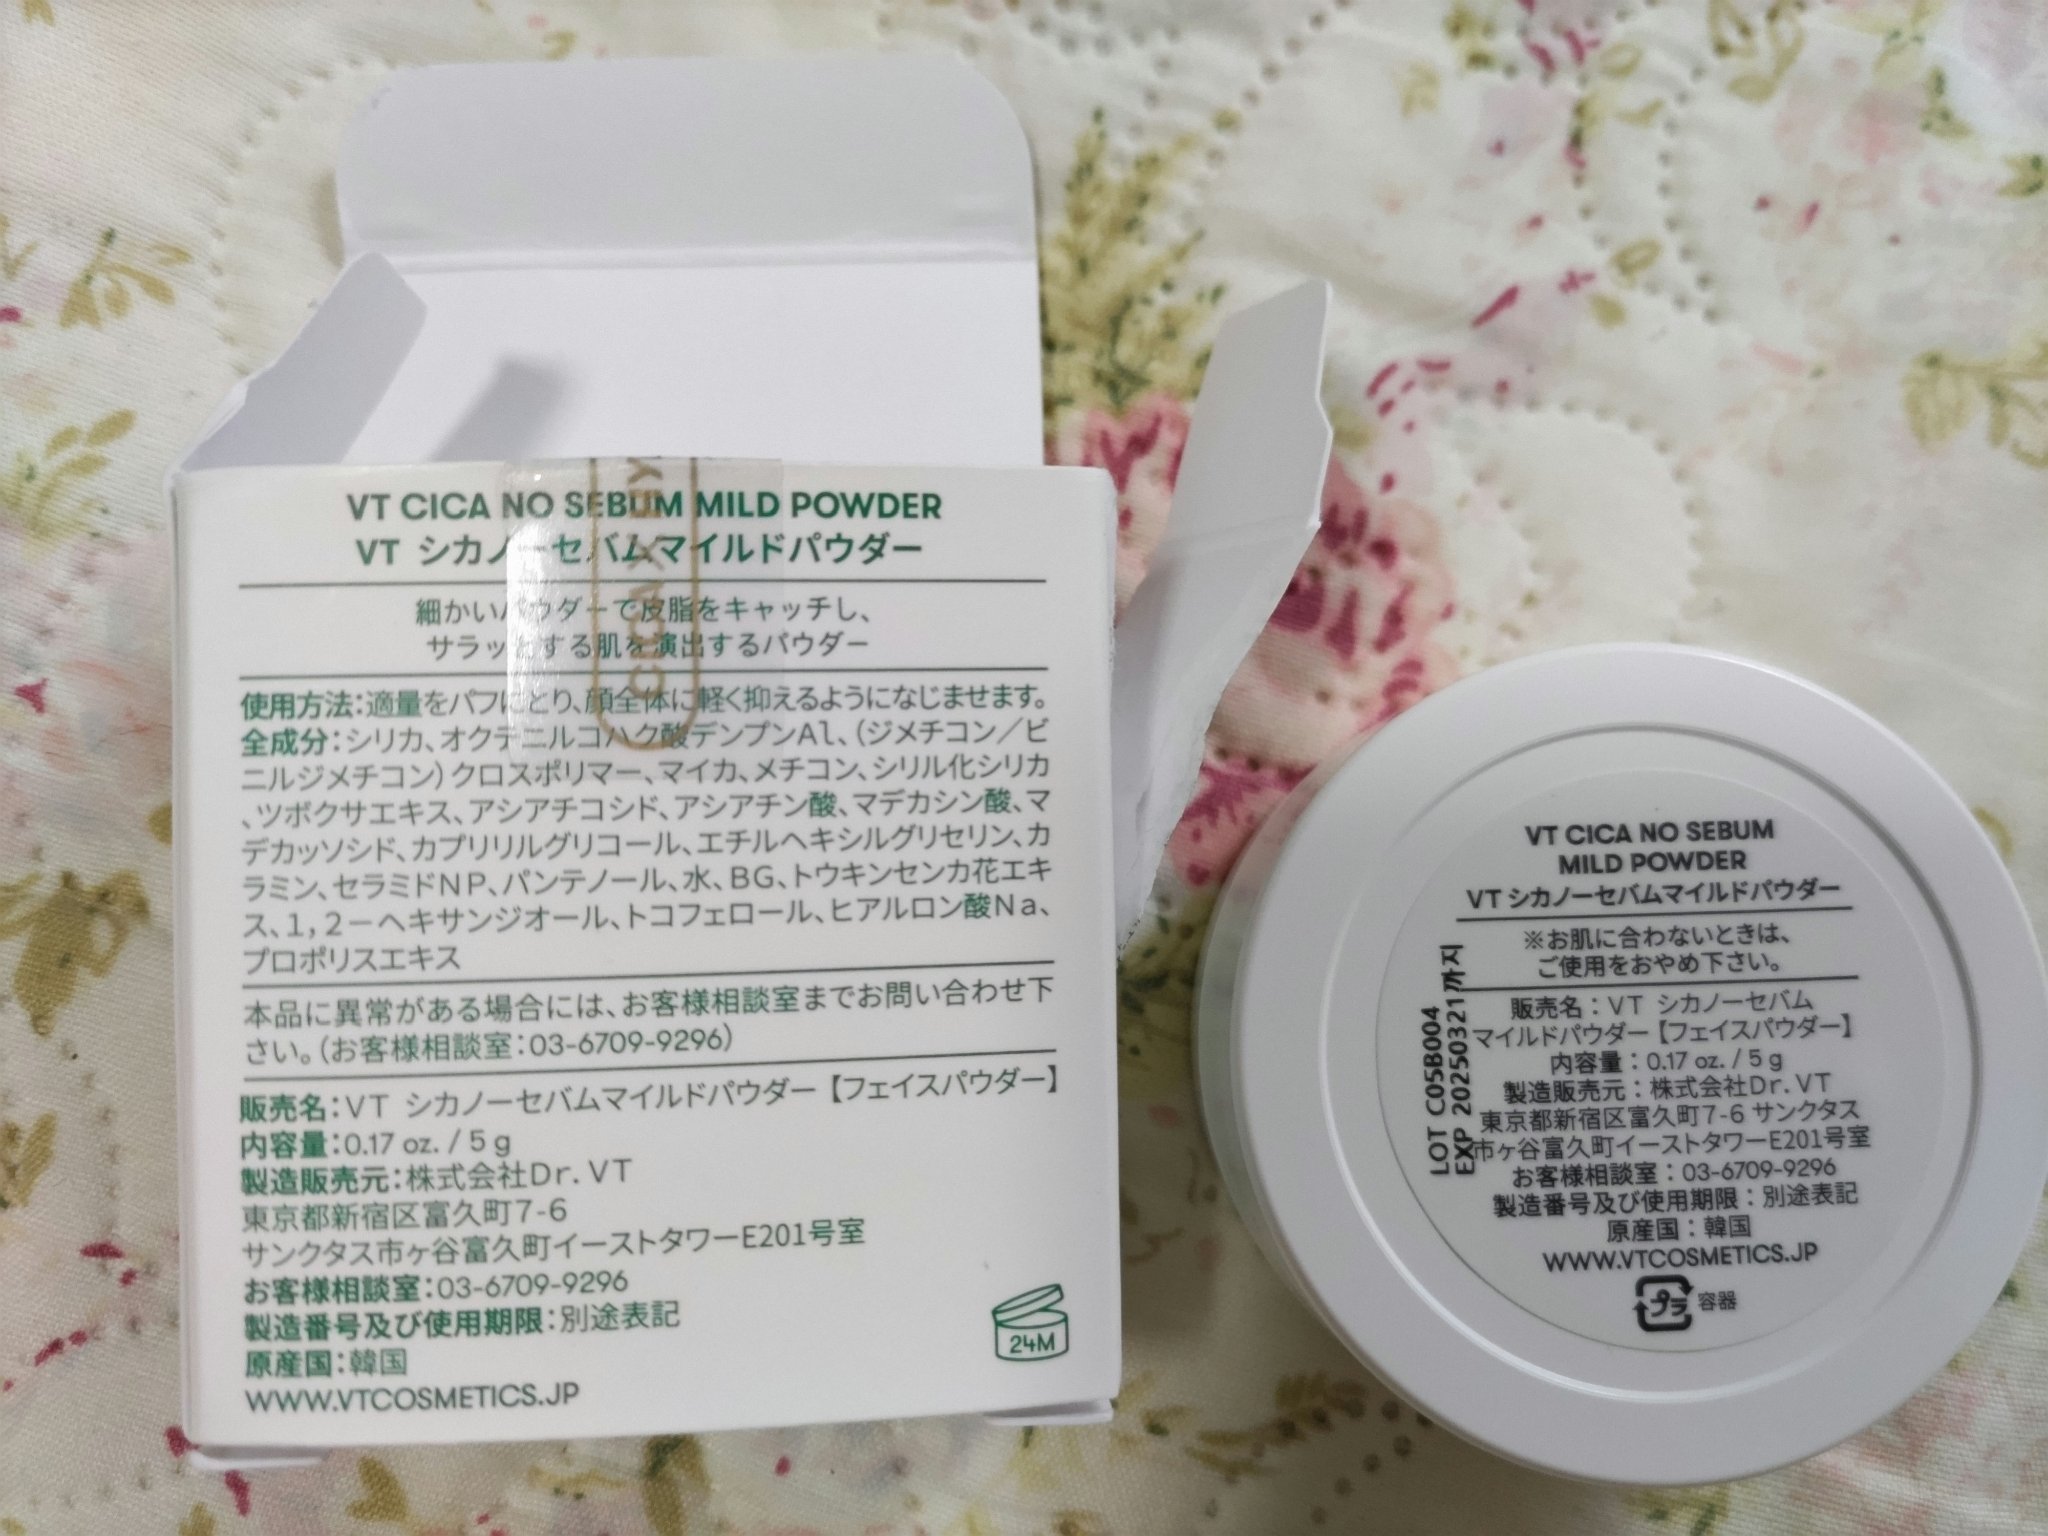 VT CICA NO SEBUM MILD POWDER
VT シカノーセバムマイルドパウダー
細かいパウダーで皮脂をキャッチし、
サラッとする肌を演出するパウダー
使用方法：適量をパフにとり、顔全体に軽く抑えるようになじませます。
全成分：シリカ、オクテニルコハク酸デンプンAl、（ジメチコン／ビ
ニルジメチコン）クロスポリマー、マイカ、メチコン、シリル化シリカ
、ツボクサエキス、アシアチコシド、アシアチン酸、マデカシン酸、マ
デカッソシド、カプリリルグリコール、エチルヘキシルグリセリン、カ
ラミン、セラミドNP、パンテノール、水、BG、トウキンセンカ花エキ
ス、1，2－ヘキサンジオール、トコフェロール、ヒアルロン酸Na、
プロポリスエキス
本品に異常がある場合には、お客様相談室までお問い合わせ下
さい。（お客様相談室：03-6709-9296）
販売名：VT シカノーセバムマイルドパウダー【フェイスパウダー】
内容量：0.17 oz. / 5 g
製造販売元：株式会社Dr. VT
東京都新宿区富久町7-6
サンクタス市ヶ谷富久町イーストタワーE201号室
お客様相談室：03-6709-9296
製造番号及び使用期限：別途表記
原産国：韓国
WWW.VTCOSMETICS.JP
24M
VT CICA NO SEBUM
MILD POWDER
VT シカノーセバムマイルドパウダー
※お肌に合わないときは、
ご使用をおやめ下さい。
販売名：VT シカノーセバム
マイルドパウダー【フェイスパウダー】
内容量：0.17 oz. / 5 g
製造販売元：株式会社Dr. VT
東京都新宿区富久町7-6 サンクタス
市ヶ谷富久町イーストタワーE201号室
お客様相談室：03-6709-9296
製造番号及び使用期限：別途表記
原産国：韓国
WWW.VTCOSMETICS.JP
プラ 容器
LOT C05B004
EXP 20250321까지